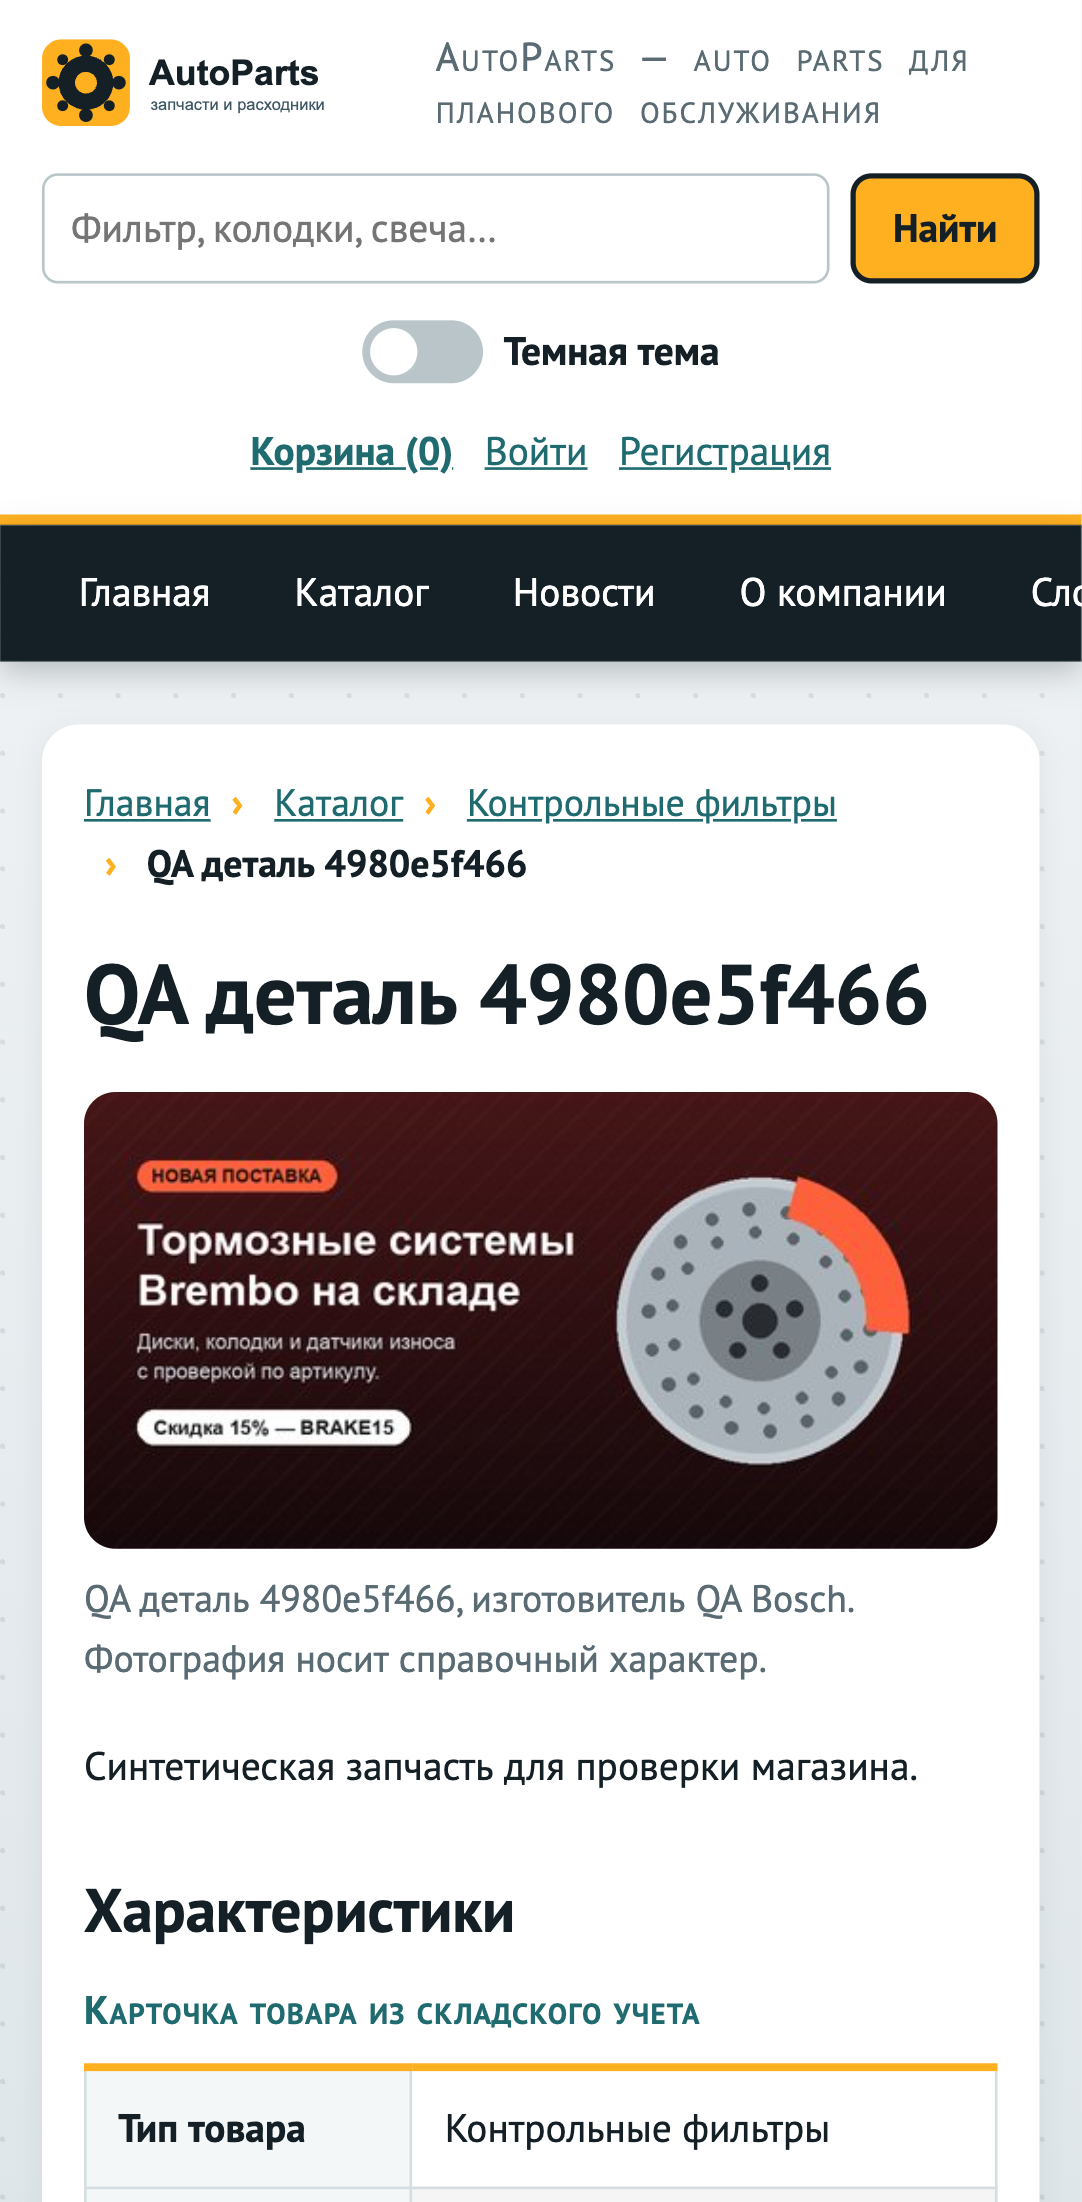 AutoParts
запчасти и расходники
AutoParts — auto parts для
планового обслуживания
Фильтр, колодки, свеча...
Найти
Темная тема
Корзина (0) Войти Регистрация
Главная Каталог Новости О компании
Главная › Каталог › Контрольные фильтры
› QA деталь 4980e5f466
QA деталь 4980e5f466
НОВАЯ ПОСТАВКА
Тормозные системы
Brembo на складе
Диски, колодки и датчики износа
с проверкой по артикулу.
Скидка 15% — BRAKE15
QA деталь 4980e5f466, изготовитель QA Bosch.
Фотография носит справочный характер.
Синтетическая запчасть для проверки магазина.
Характеристики
Карточка товара из складского учета
Тип товара Контрольные фильтры